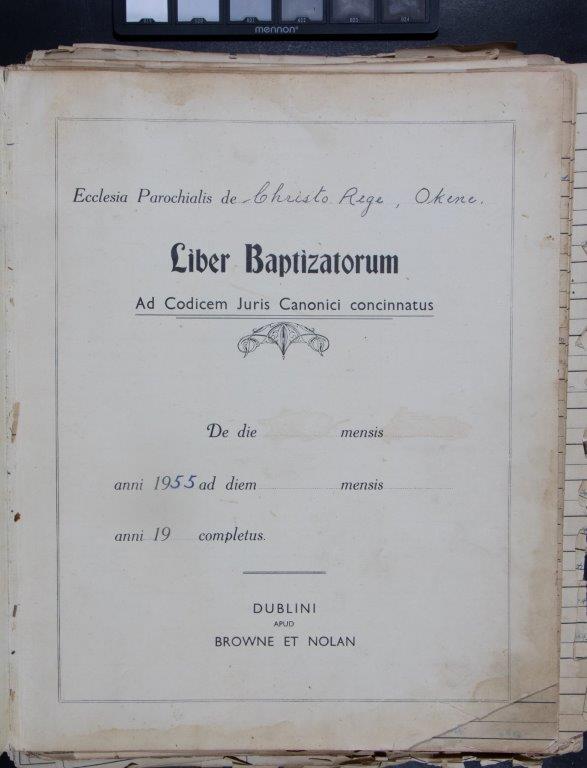 mennon®
Ecclesia Parochialis de Christo Rege, Okene.
Liber Baptizatorum
Ad Codicem Juris Canonici concinnatus
De die mensis
anni 1955 ad diem mensis
anni 19 completus.
DUBLINI
APUD
BROWNE ET NOLAN